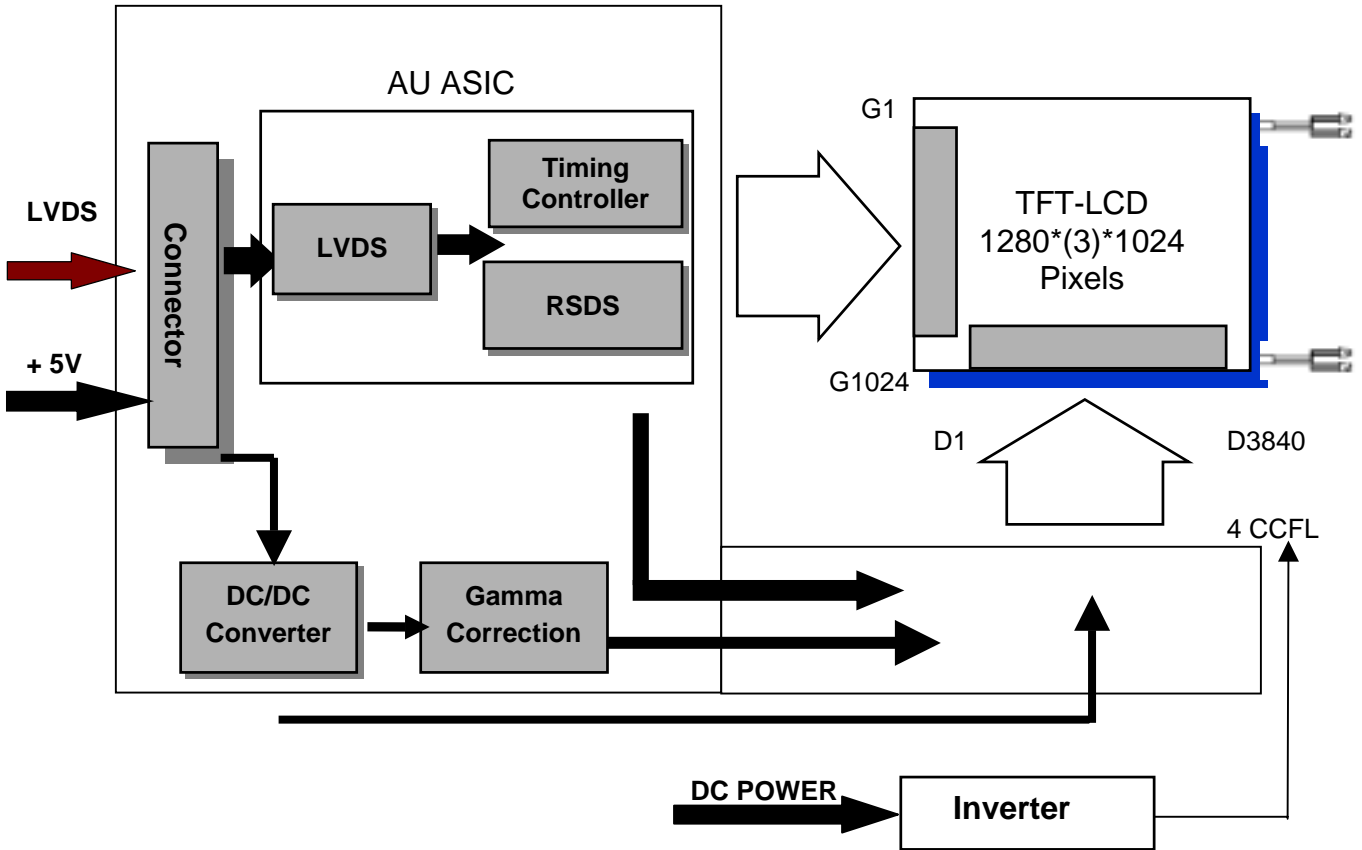 AU ASIC
G1
Timing
Controller
LVDS
Connector
LVDS
RSDS
TFT-LCD
1280*(3)*1024
Pixels
+ 5V
G1024
D1
D3840
4 CCFL
DC/DC
Converter
Gamma
Correction
DC POWER
Inverter